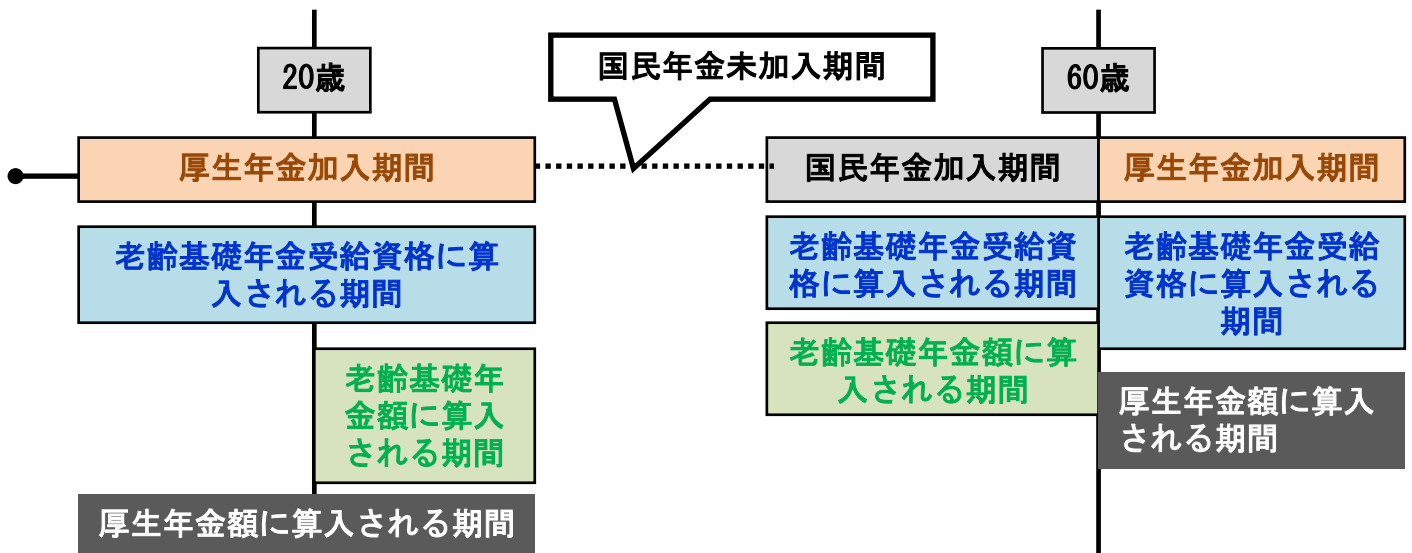 20歳
国民年金未加入期間
60歳
厚生年金加入期間
国民年金加入期間
厚生年金加入期間
老齢基礎年金受給資格に算
入される期間
老齢基礎年金受給資
格に算入される期間
老齢基礎年金受給
資格に算入される
期間
老齢基礎年
金額に算入
される期間
老齢基礎年金額に算
入される期間
厚生年金額に算入
される期間
厚生年金額に算入される期間